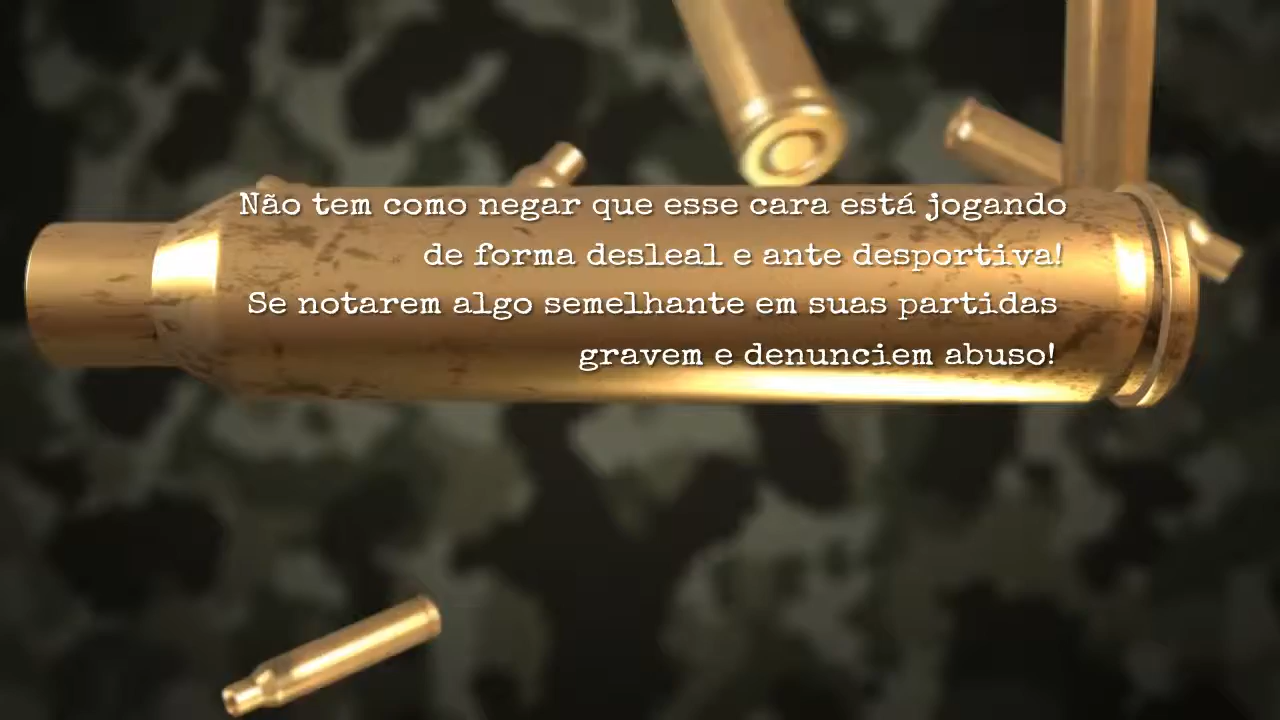 Não tem como negar que esse cara está jogando
de forma desleal e ante desportiva!
Se notarem algo semelhante em suas partidas
gravem e denunciem abuso!